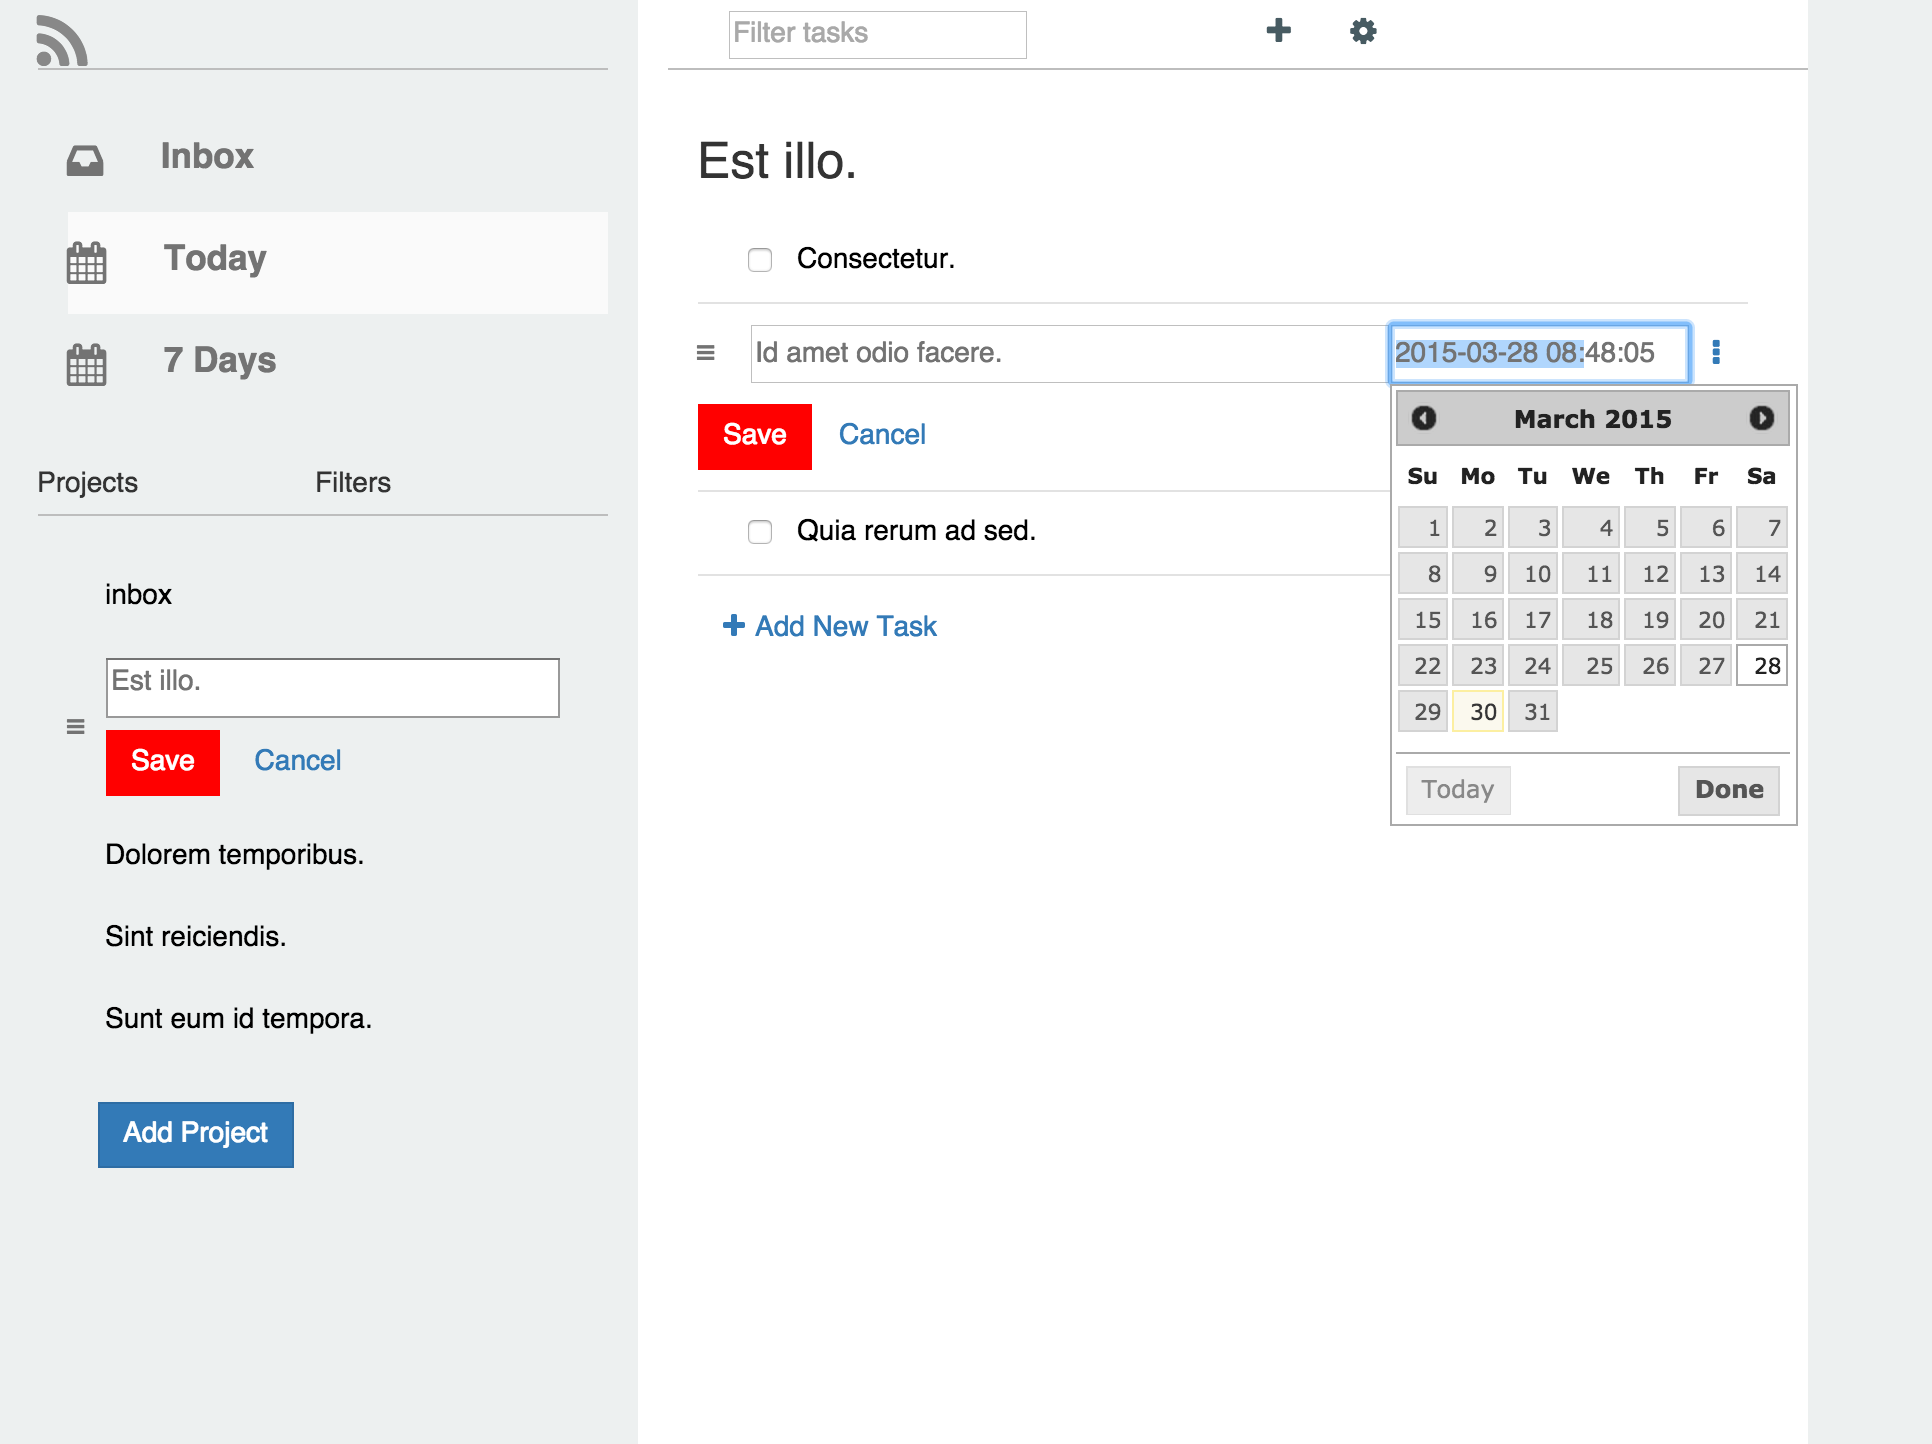 Filter tasks
Inbox
Today
7 Days
Projects Filters
inbox
Est illo.
Save Cancel
Dolorem temporibus.
Sint reiciendis.
Sunt eum id tempora.
Add Project
Est illo.
Consectetur.
Id amet odio facere. 2015-03-28 08:48:05
Save Cancel
Quia rerum ad sed.
Add New Task
March 2015
Su Mo Tu We Th Fr Sa
1 2 3 4 5 6 7
8 9 10 11 12 13 14
15 16 17 18 19 20 21
22 23 24 25 26 27 28
29 30 31
Today Done